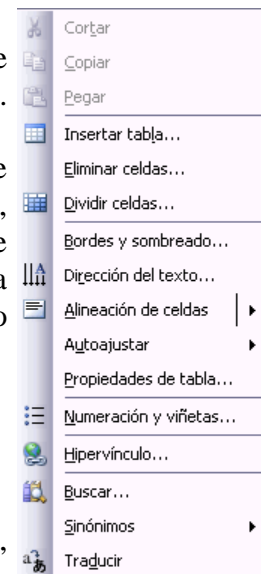 Cortar
Copiar
Pegar
Insertar tabla...
Eliminar celdas...
Dividir celdas...
Bordes y sombreado...
Dirección del texto...
Alineación de celdas
Autoajustar
Propiedades de tabla...
Numeración y viñetas...
Hipervínculo...
Buscar...
Sinónimos
Traducir